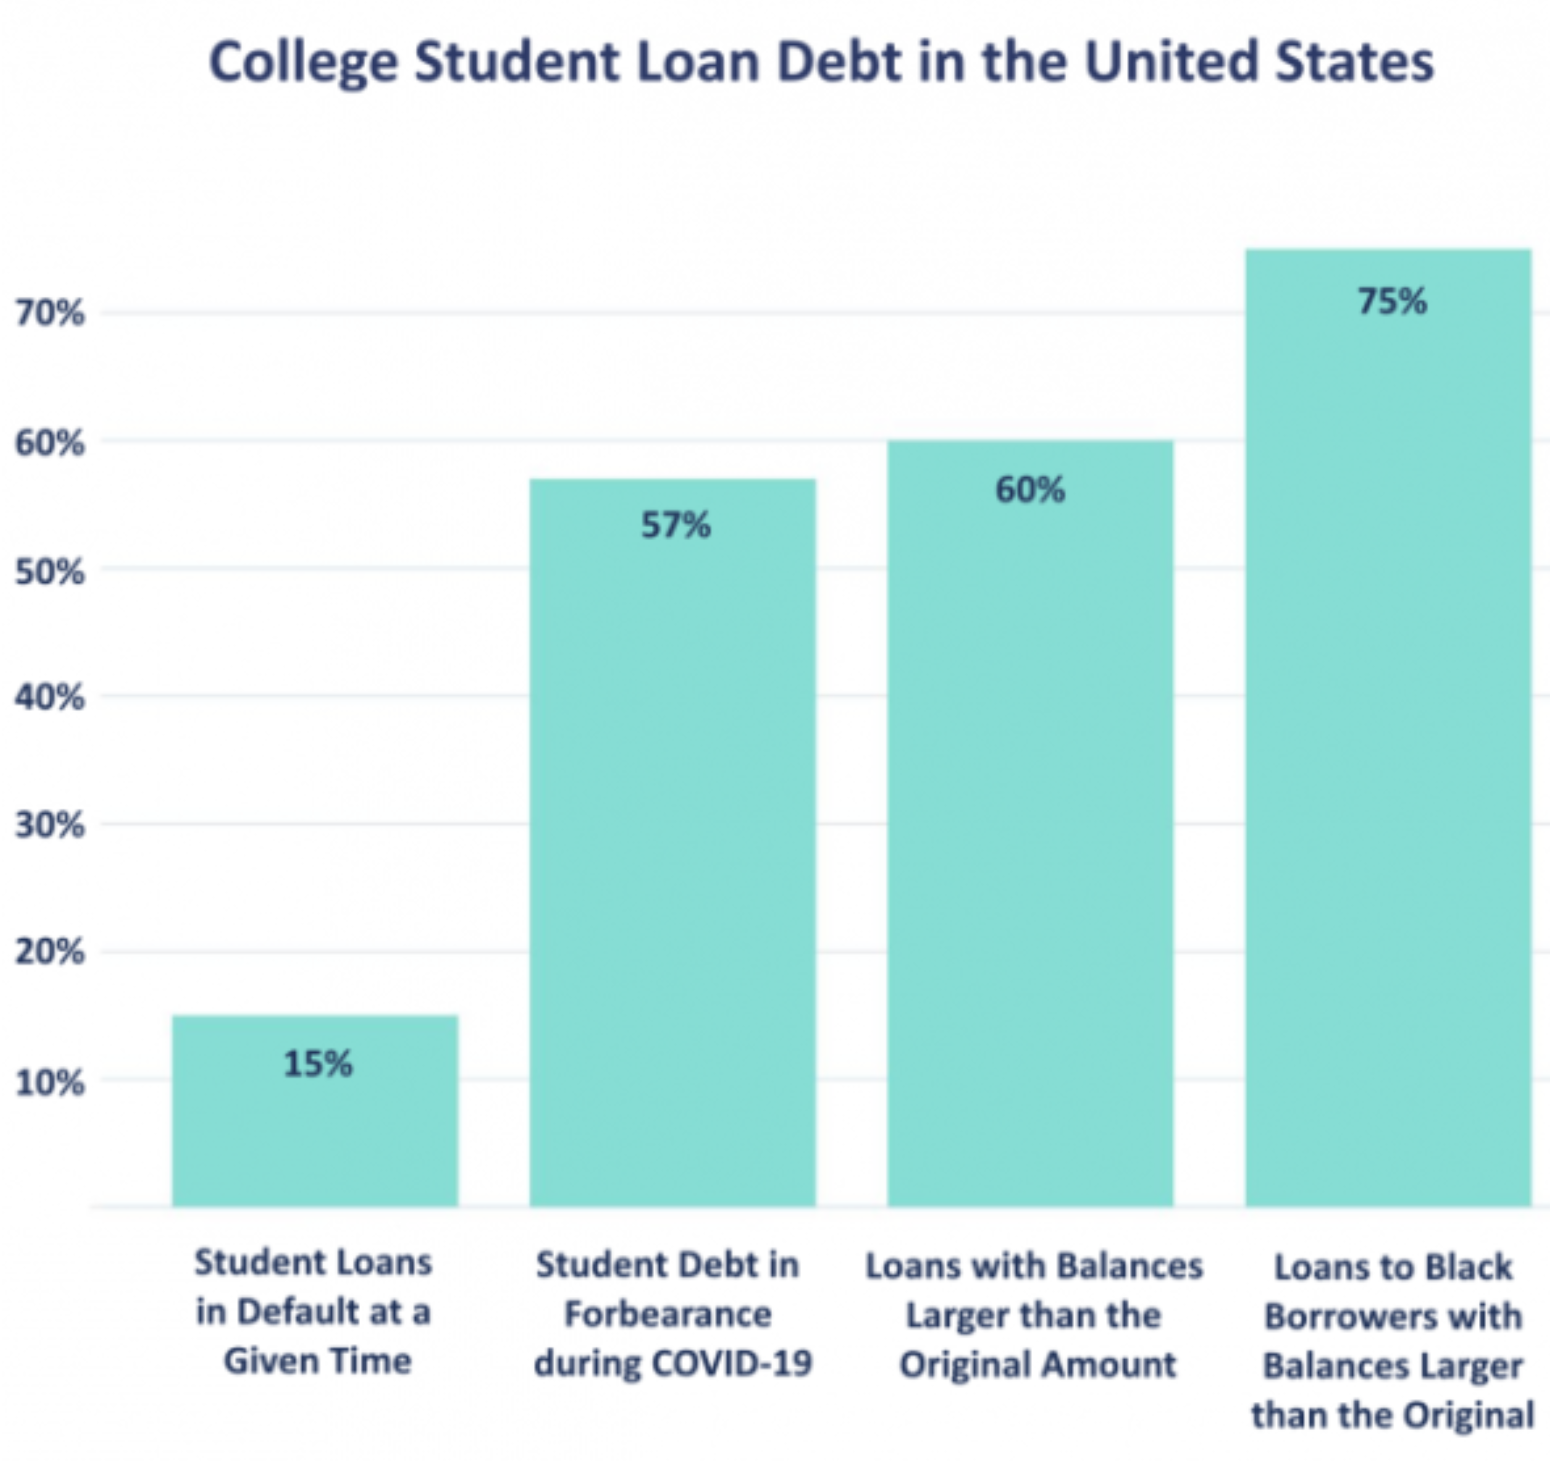 College Student Loan Debt in the United States
70%
60%
50%
40%
30%
20%
10%
15%
57%
60%
75%
Student Loans
in Default at a
Given Time
Student Debt in
Forbearance
during COVID-19
Loans with Balances
Larger than the
Original Amount
Loans to Black
Borrowers with
Balances Larger
than the Original